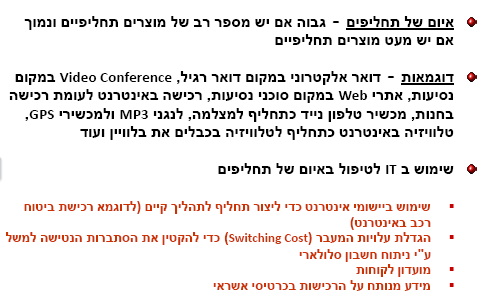 איום של תחליפים - גבוה אם יש מספר רב של מוצרים תחליפיים ונמוך
אם יש מעט מוצרים תחליפיים
דוגמאות - דואר אלקטרוני במקום דואר רגיל, Video Conference במקום
נסיעות, אתרי Web במקום סוכני נסיעות, רכישה באינטרנט לעומת רכישה
בחנות, מכשיר טלפון נייד כתחליף למצלמה, לנגני MP3 ולמכשירי GPS,
טלוויזיה באינטרנט כתחליף לטלוויזיה בכבלים את בלוויין ועוד
שימוש ב IT לטיפול באיום של תחליפים
שימוש ביישומי אינטרנט כדי ליצור תחליף לתהליך קיים (לדוגמא רכישת ביטוח
רכב באינטרנט)
הגדלת עלויות המעבר (Switching Cost) כדי להקטין את הסתברות הנטישה למשל
ע"י ניתוח חשבון סלולארי
מועדון לקוחות
מידע מנותח על הרכישות בכרטיסי אשראי